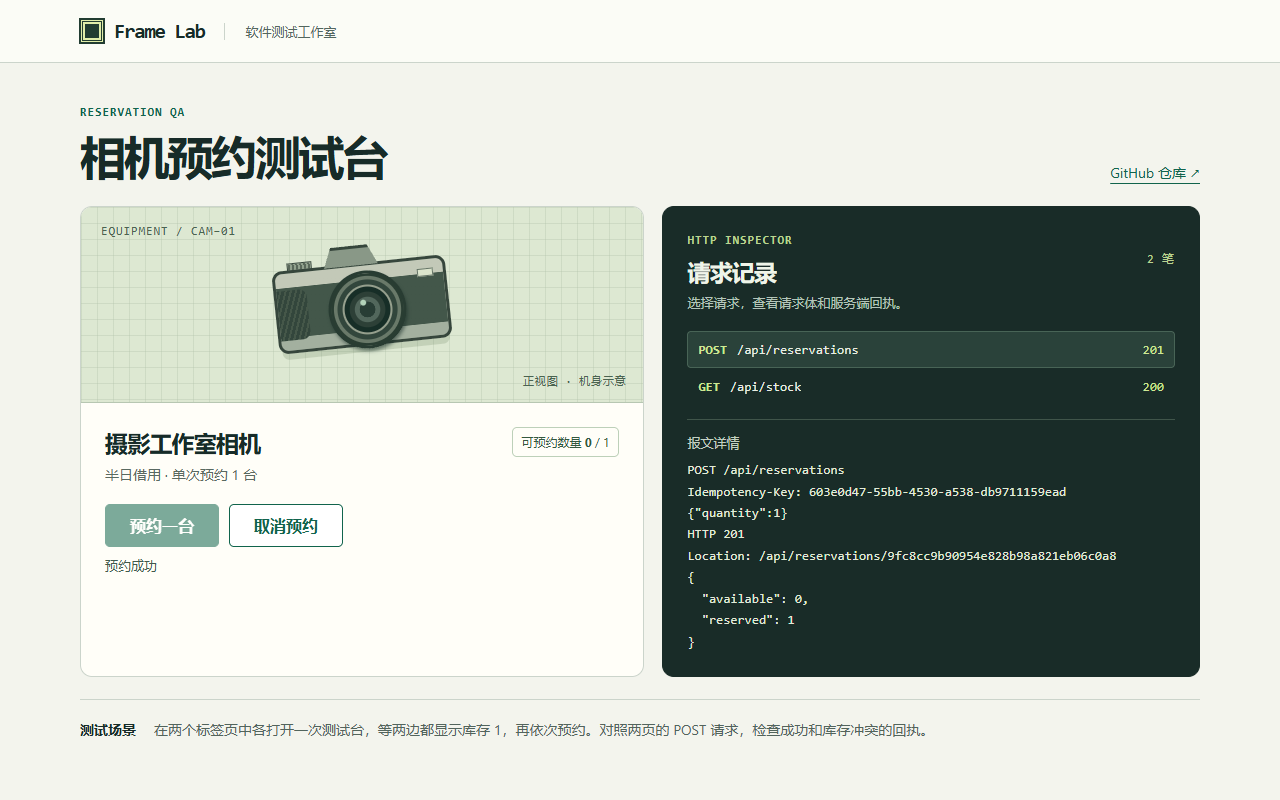 Frame Lab
软件测试工作室
RESERVATION QA
相机预约测试台
GitHub 仓库 ↗
EQUIPMENT / CAM-01
正视图 · 机身示意
摄影工作室相机
可预约数量 0 / 1
半日借用 · 单次预约 1 台
预约一台
取消预约
预约成功
HTTP INSPECTOR
请求记录
2 笔
选择请求，查看请求体和服务端回执。
POST /api/reservations 201
GET /api/stock 200
报文详情
POST /api/reservations
Idempotency-Key: 603e0d47-55bb-4530-a538-db9711159ead
{"quantity":1}
HTTP 201
Location: /api/reservations/9fc8cc9b90954e828b98a821eb06c0a8
{
  "available": 0,
  "reserved": 1
}
测试场景 在两个标签页中各打开一次测试台，等两边都显示库存 1，再依次预约。对照两页的 POST 请求，检查成功和库存冲突的回执。